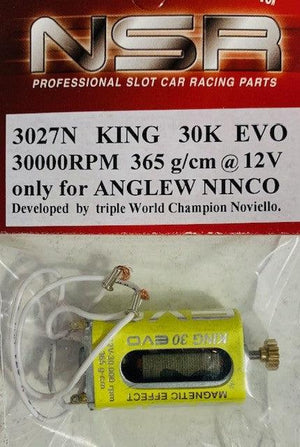 NSR
PROFESSIONAL SLOT CAR RACING PARTS
3027N KING 30K EVO
30000RPM 365 g/cm @ 12V
only for ANGLEW NINCO
Developed by triple World Champion Noviello.
KING 30 EVO
MAGNETIC EFFECT